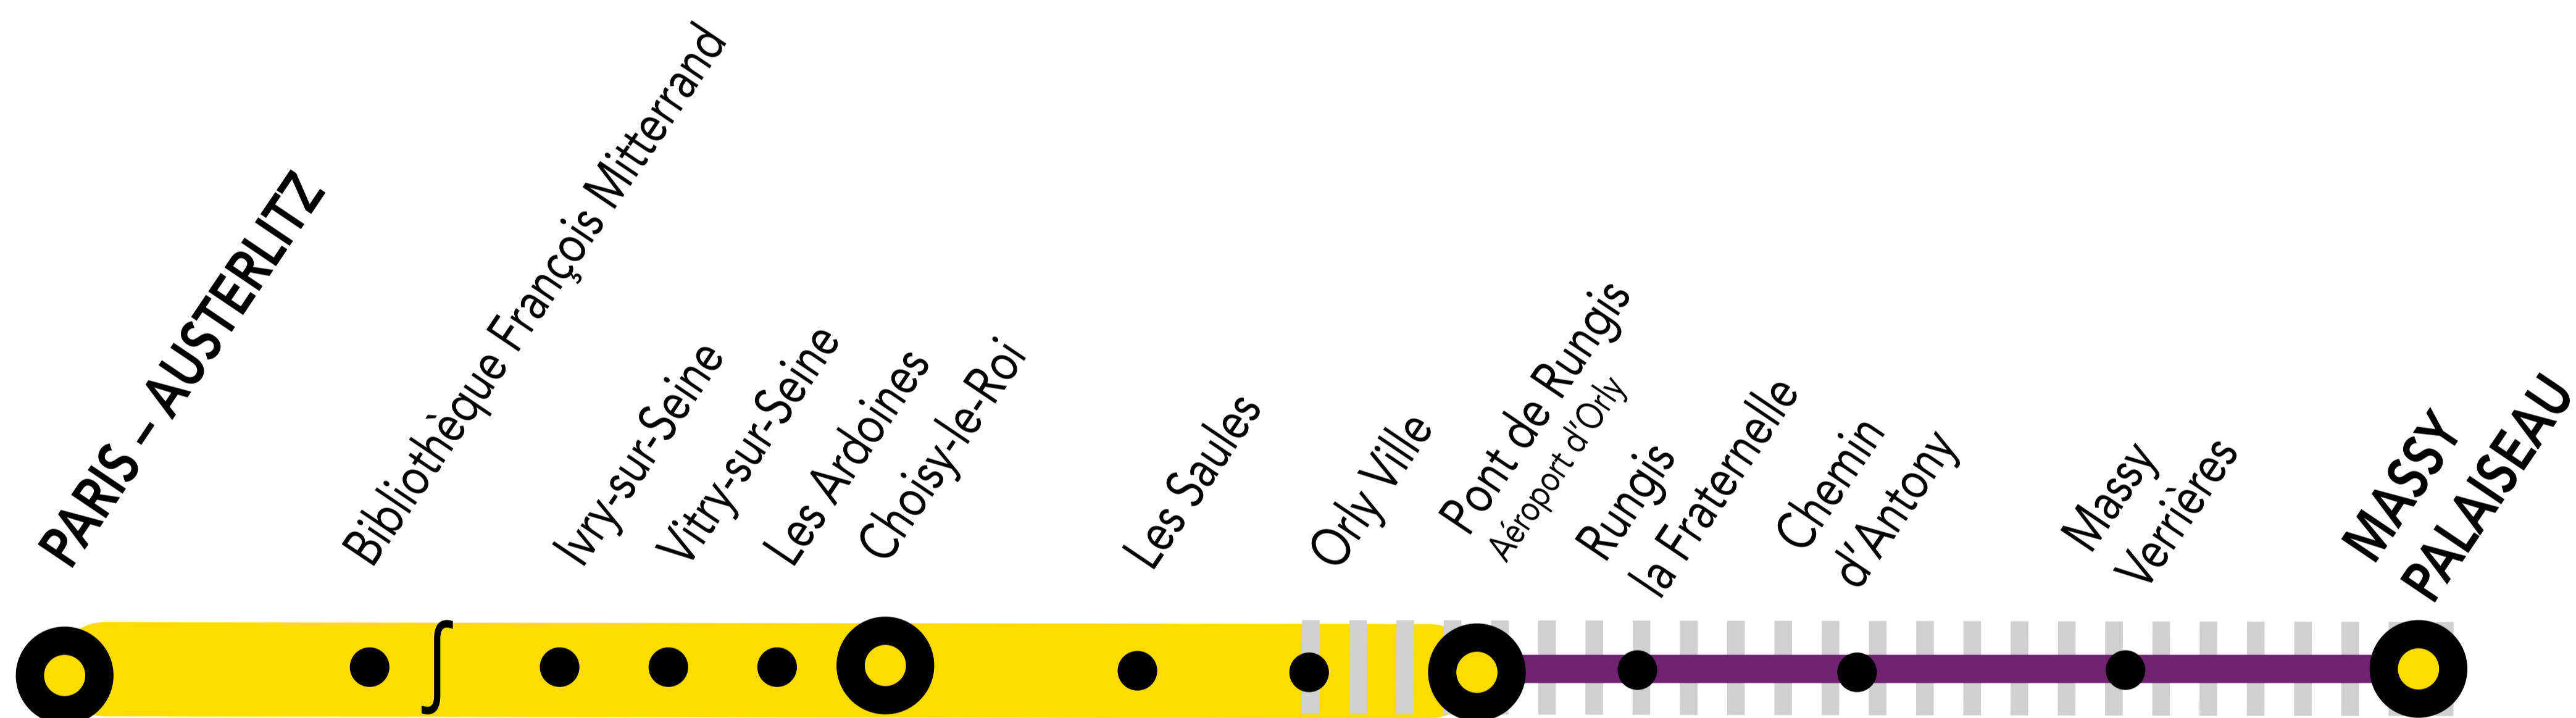 PARIS – AUSTERLITZ
Bibliothèque François Mitterrand
Ivry-sur-Seine
Vitry-sur-Seine
Les Ardoines
Choisy-le-Roi
Les Saules
Orly Ville
Pont de Rungis
Aéroport d'Orly
Rungis
la Fraternelle
Chemin
d'Antony
Massy
Verrières
MASSY
PALAISEAU